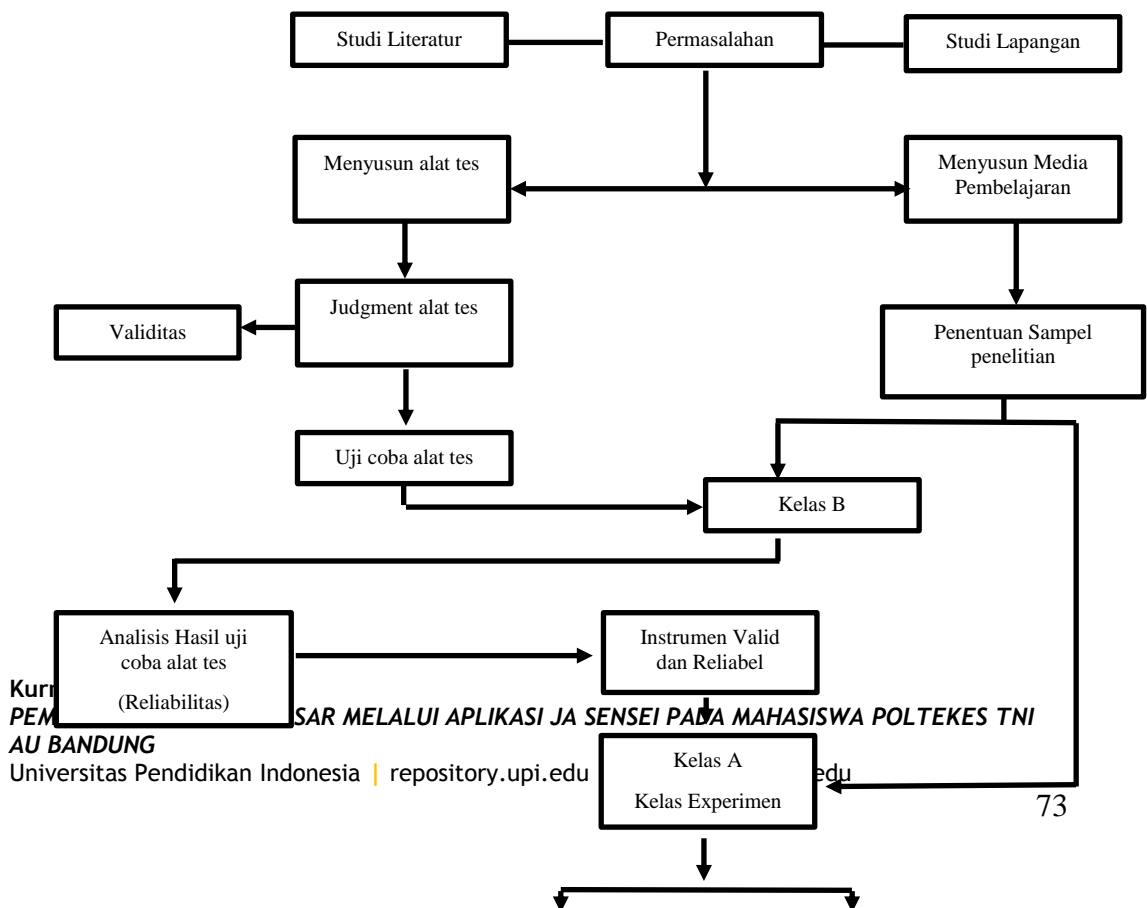 Studi Literatur
Permasalahan
Studi Lapangan
Menyusun alat tes
Menyusun Media
Pembelajaran
Judgment alat tes
Validitas
Penentuan Sampel
penelitian
Uji coba alat tes
Kelas B
Analisis Hasil uji
coba alat tes
(Reliabilitas)
Instrumen Valid
dan Reliabel
Kelas A
Kelas Experimen
SAR MELALUI APLIKASI JA SENSEI PADA MAHASISWA POLTEKES TNI
AU BANDUNG
Universitas Pendidikan Indonesia | repository.upi.edu
73